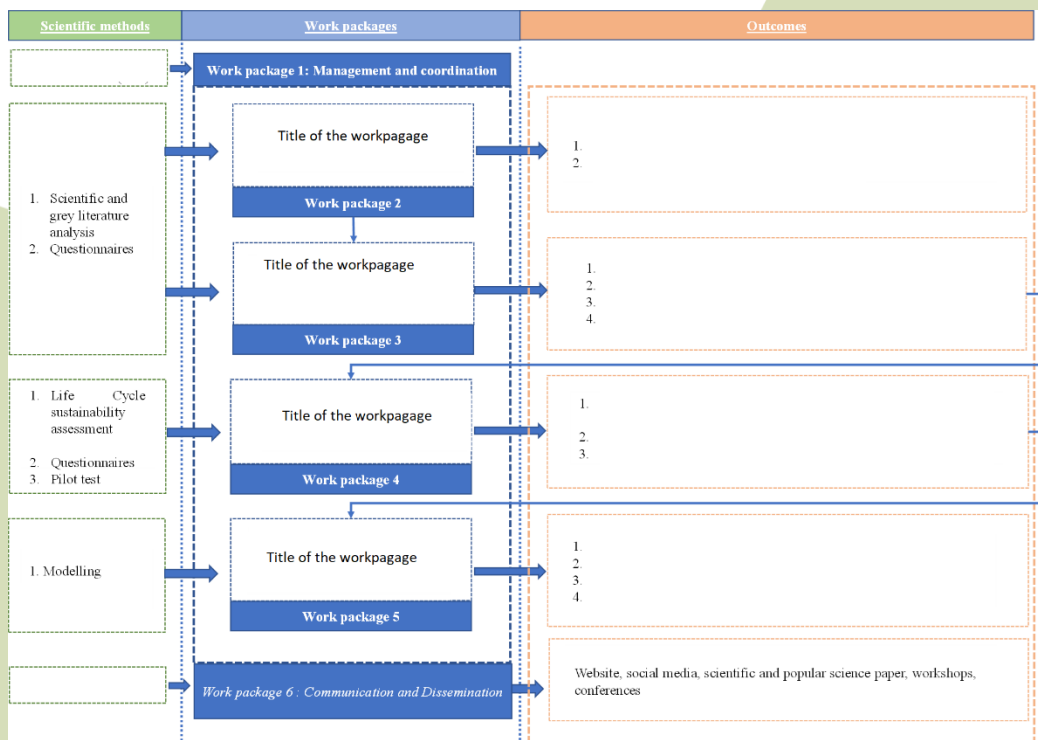 Scientific methods
Work packages
Outcomes
Work package 1: Management and coordination
1. Scientific and
grey literature
analysis
2. Questionnaires
Title of the workpagage
Work package 2
1.
2.
Title of the workpagage
Work package 3
1.
2.
3.
4.
1. Life Cycle
sustainability
assessment
2. Questionnaires
3. Pilot test
Title of the workpagage
Work package 4
1.
2.
3.
1. Modelling
Title of the workpagage
Work package 5
1.
2.
3.
4.
Work package 6 : Communication and Dissemination
Website, social media, scientific and popular science paper, workshops,
conferences